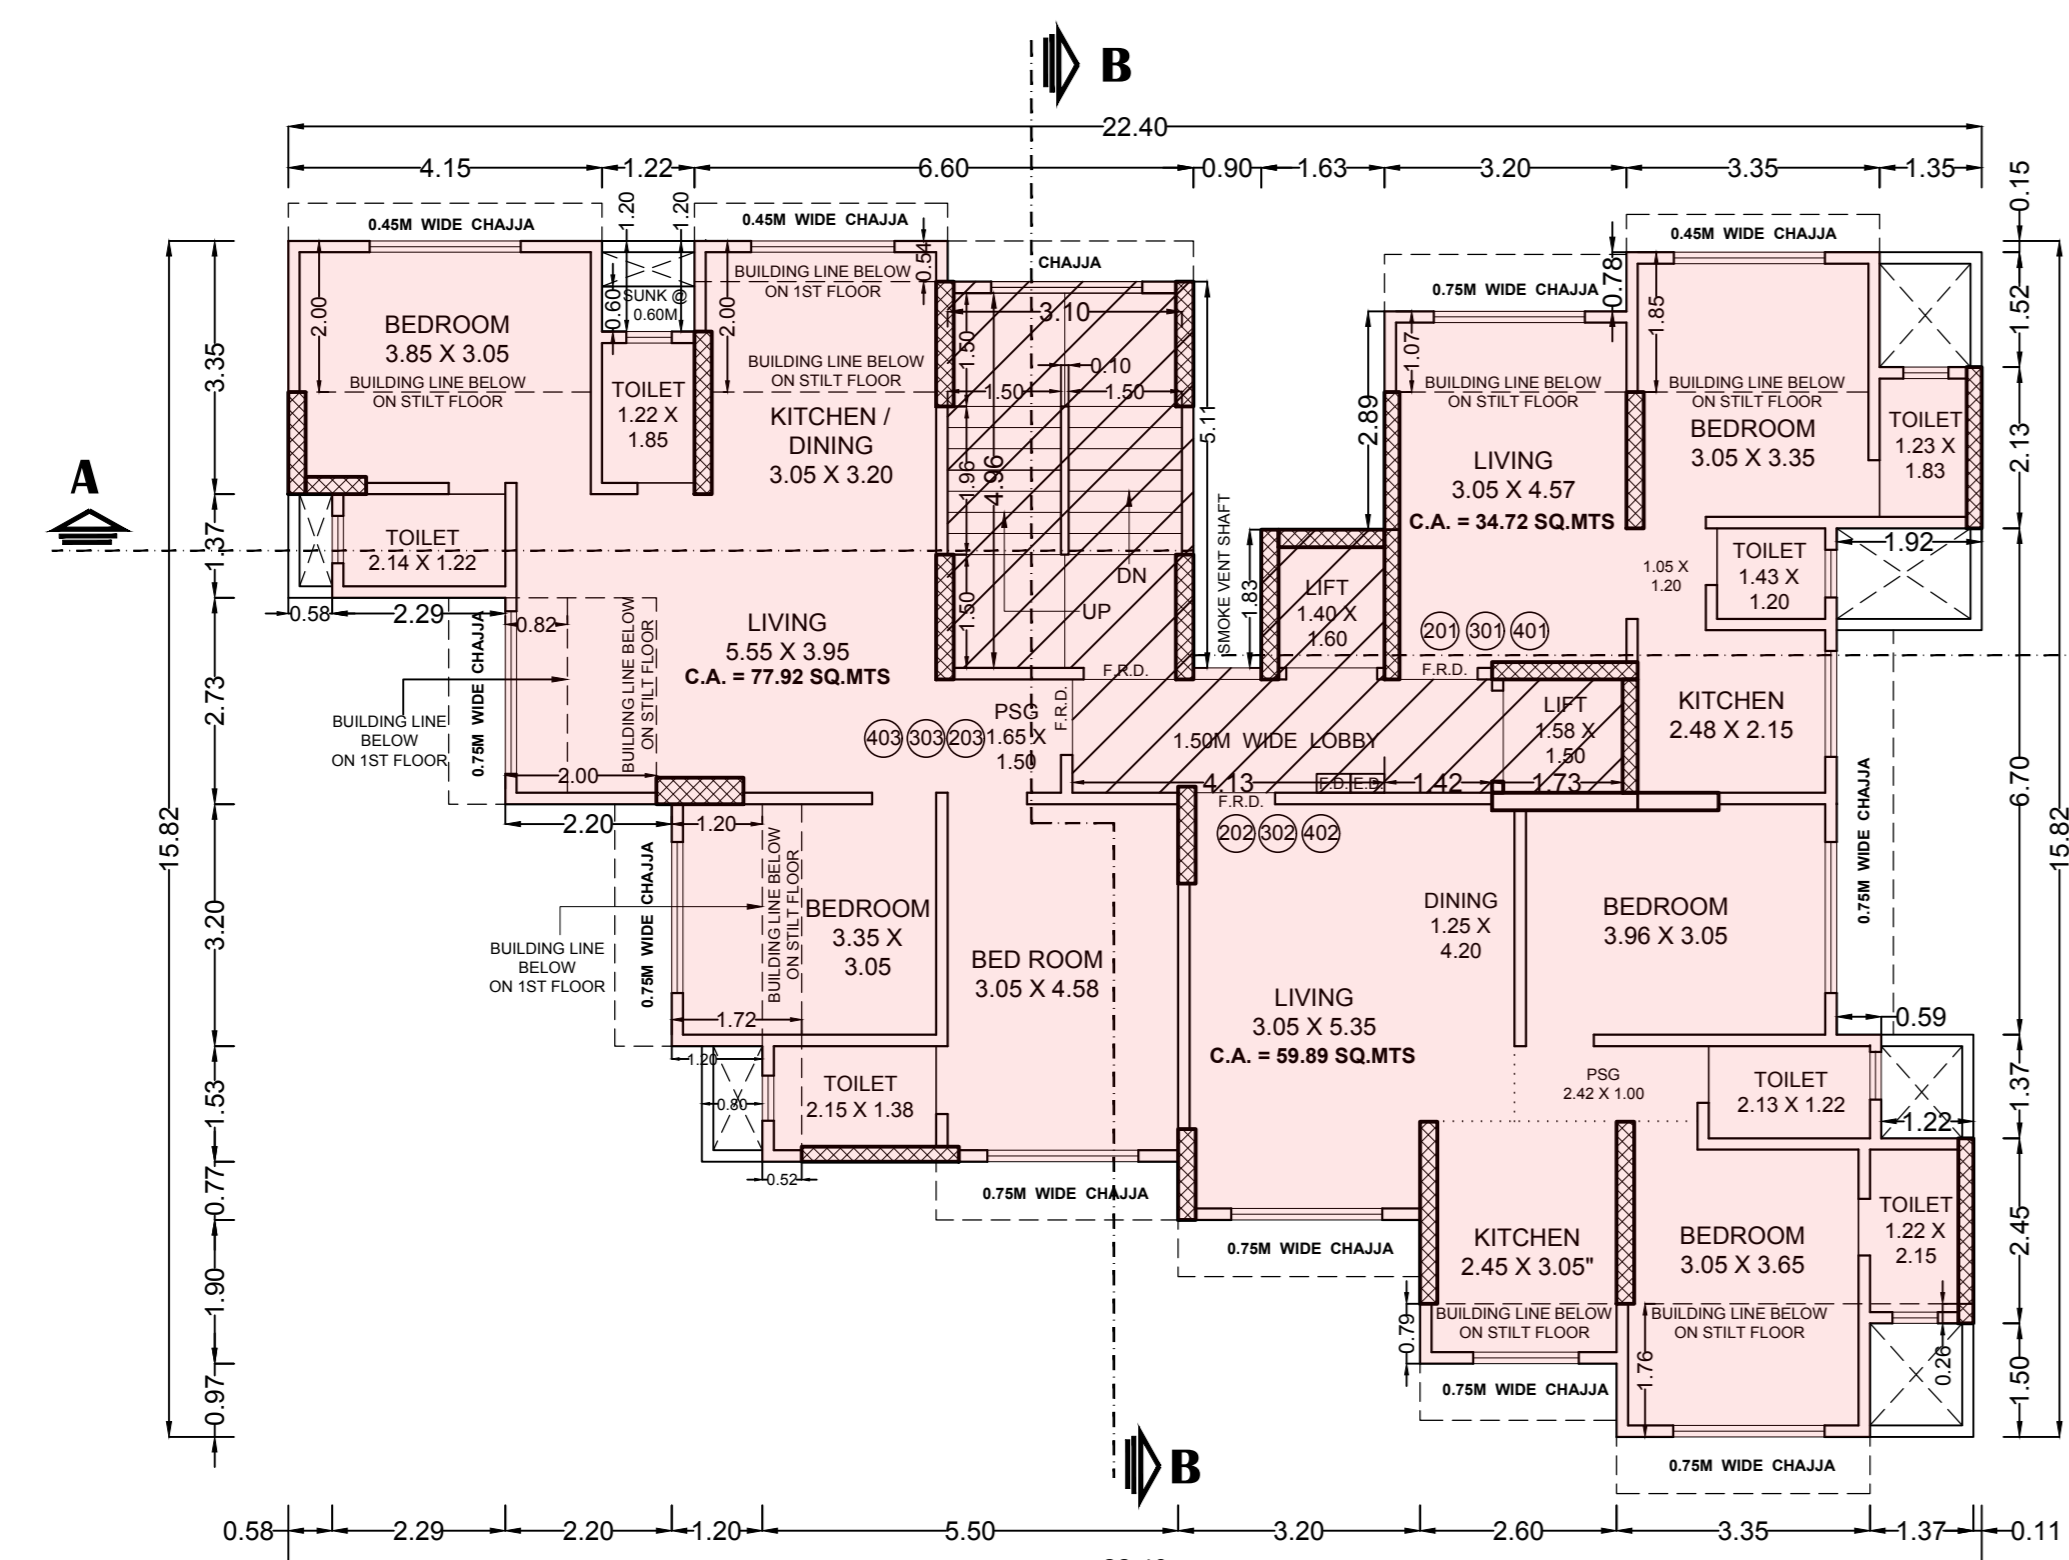 B
22.40
4.15
1.22
6.60
0.90
1.63
3.20
3.35
1.35
0.15
0.45M WIDE CHAJJA
1.20
1.20
0.45M WIDE CHAJJA
0.54
CHAJJA
0.75M WIDE CHAJJA
0.78
0.45M WIDE CHAJJA
BUILDING LINE BELOW
ON 1ST FLOOR
2.00
BEDROOM
3.85 X 3.05
BUILDING LINE BELOW
ON STILT FLOOR
0.60
SUNK @
0.60M
2.00
TOILET
1.22 X
1.85
BUILDING LINE BELOW
ON STILT FLOOR
KITCHEN /
DINING
3.05 X 3.20
3.10
1.50
0.10
1.50
1.50
1.96
4.96
1.50
5.11
DN
UP
SMOKE VENT SHAFT
1.83
LIFT
1.40 X
1.60
2.89
1.07
1.85
BUILDING LINE BELOW
ON STILT FLOOR
BUILDING LINE BELOW
ON STILT FLOOR
LIVING
3.05 X 4.57
C.A. = 34.72 SQ.MTS
BEDROOM
3.05 X 3.35
TOILET
1.23 X
1.83
1.52
2.13
3.35
1.37
2.73
3.20
1.53
0.77
1.90
0.97
15.82
A
TOILET
2.14 X 1.22
0.58
2.29
0.82
1.05 X
1.20
TOILET
1.43 X
1.20
1.92
201 301 401
LIVING
5.55 X 3.95
C.A. = 77.92 SQ.MTS
0.75M WIDE CHAJJA
BUILDING LINE BELOW
ON STILT FLOOR
BUILDING LINE
BELOW
ON 1ST FLOOR
2.00
403 303 203
PSG
1.65 X
1.50
F.R.D.
F.R.D.
F.R.D.
1.50M WIDE LOBBY
LIFT
1.58 X
1.50
KITCHEN
2.48 X 2.15
4.13
F.D. E.D.
1.42
1.73
F.R.D.
202 302 402
6.70
15.82
0.75M WIDE CHAJJA
2.20
1.20
0.75M WIDE CHAJJA
BUILDING LINE BELOW
ON STILT FLOOR
BUILDING LINE
BELOW
ON 1ST FLOOR
BEDROOM
3.35 X
3.05
BED ROOM
3.05 X 4.58
DINING
1.25 X
4.20
BEDROOM
3.96 X 3.05
LIVING
3.05 X 5.35
C.A. = 59.89 SQ.MTS
1.72
1.20
0.80
TOILET
2.15 X 1.38
0.52
0.59
PSG
2.42 X 1.00
TOILET
2.13 X 1.22
1.22
1.37
2.45
1.50
0.75M WIDE CHAJJA
0.75M WIDE CHAJJA
KITCHEN
2.45 X 3.05"
BEDROOM
3.05 X 3.65
TOILET
1.22 X
2.15
0.79
BUILDING LINE BELOW
ON STILT FLOOR
BUILDING LINE BELOW
ON STILT FLOOR
1.76
0.26
0.75M WIDE CHAJJA
B
0.75M WIDE CHAJJA
0.58
2.29
2.20
1.20
5.50
3.20
2.60
3.35
1.37
0.11